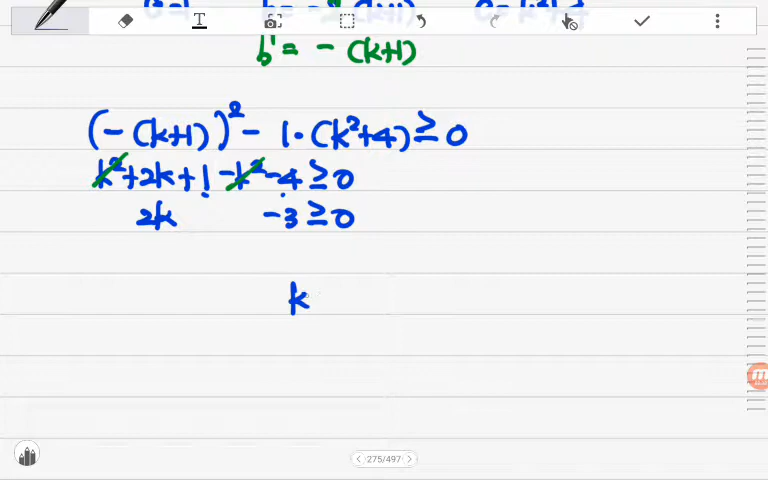 b' = - (k+1)
(-(k+1))² - 1·(k²+4) ≥ 0
k²+2k+1 -k² -4 ≥ 0
2k -3 ≥ 0
k
275/497